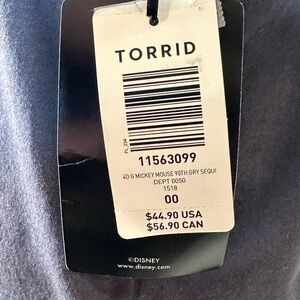 TORRID
11563099
4D G MICKEY MOUSE 90TH GRY SEQUI
DEPT 0050
1518
00
$44.90 USA
$56.90 CAN
©DISNEY
www.disney.com